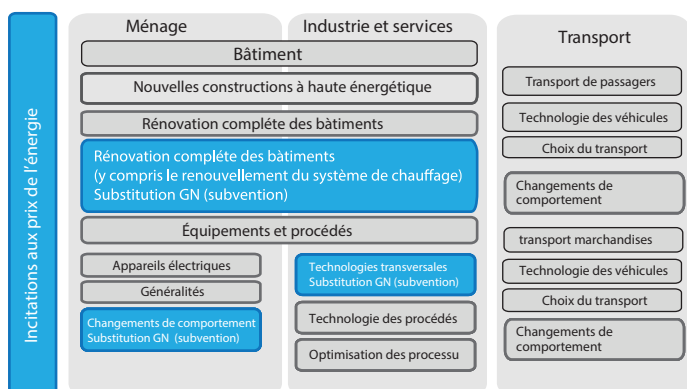 Incitations aux prix de l'énergie
Ménage
Industrie et services
Bâtiment
Nouvelles constructions à haute énergétique
Rénovation compléte des bàtiments
Rénovation compléte des bàtiments
(y compris le renouvellement du système de chauffage)
Substitution GN (subvention)
Équipements et procédés
Appareils électriques
Généralités
Changements de comportement
Substitution GN (subvention)
Technologies transversales
Substitution GN (subvention)
Technologie des procédés
Optimisation des processu
Transport
Transport de passagers
Technologie des véhicules
Choix du transport
Changements de
comportement
transport marchandises
Technologie des véhicules
Choix du transport
Changements de
comportement